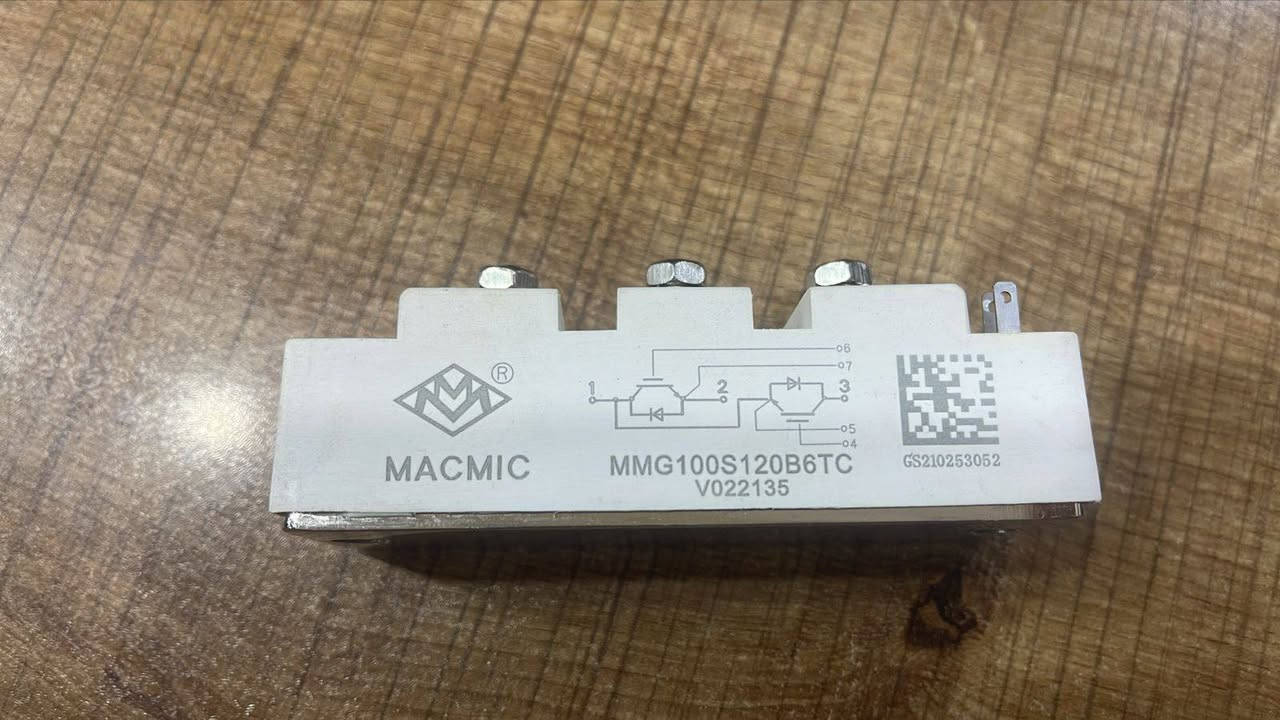 6
7
1 2 3
5
4
®
MACMIC
MMG100S120B6TC
V022135
GS210253052